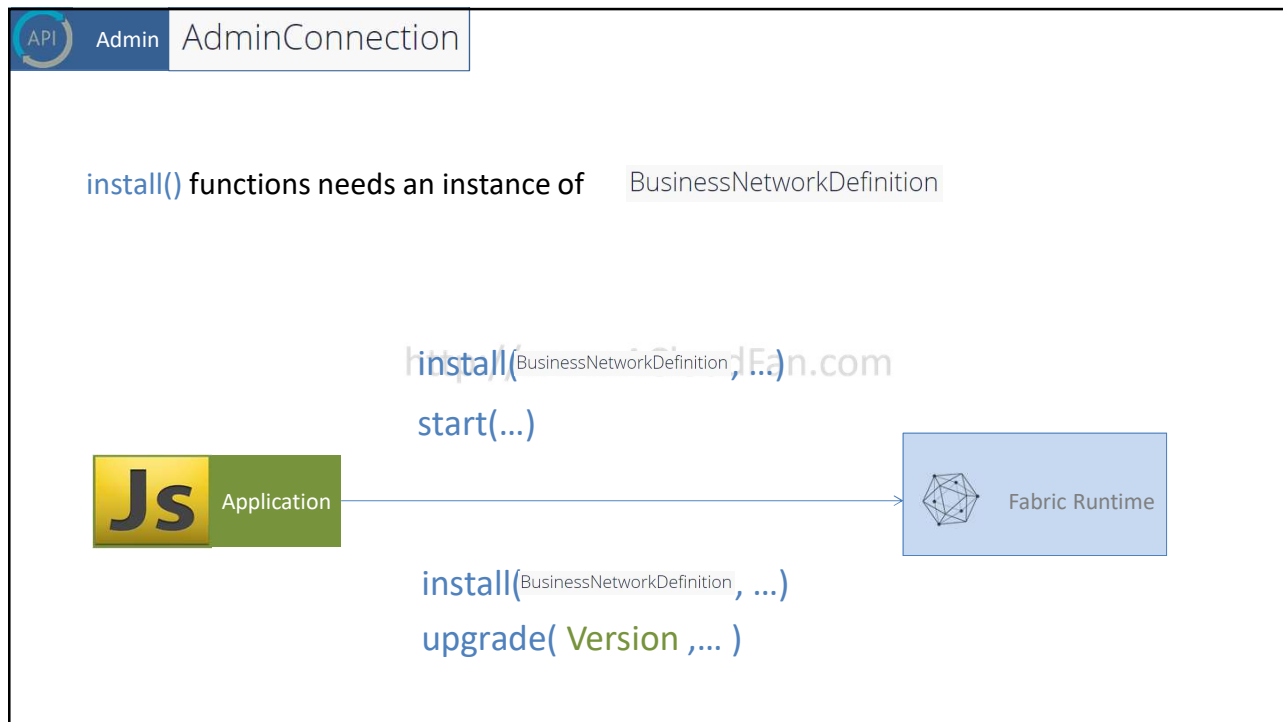 API Admin AdminConnection
install() functions needs an instance of BusinessNetworkDefinition
install(BusinessNetworkDefinition, ...)
start(...)
Js Application
Fabric Runtime
install(BusinessNetworkDefinition, ...)
upgrade( Version ,... )